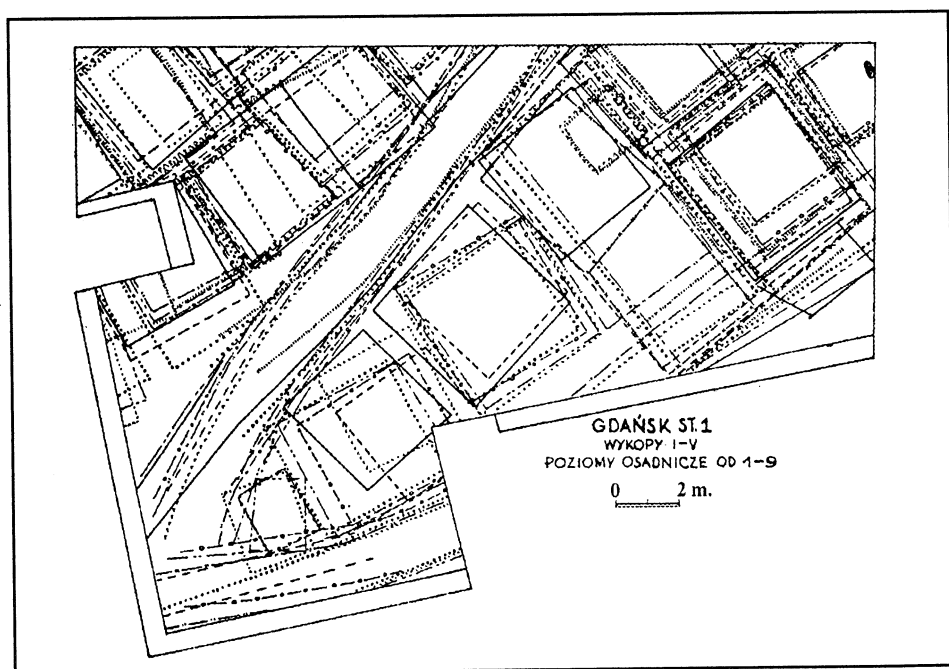 GDAŃSK ST.1
WYKOPY I-V
POZIOMY OSADNICZE OD 1-9
0 2 m.